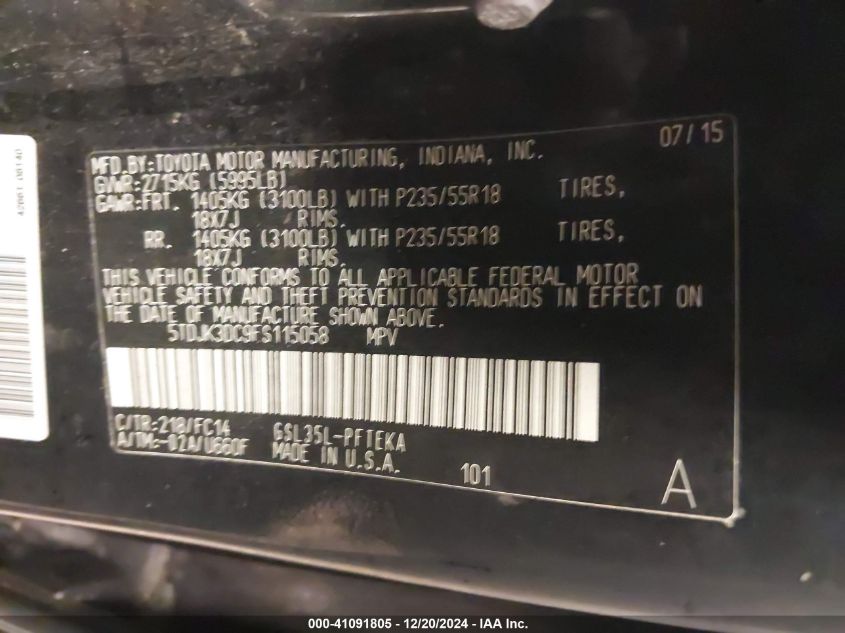 07/15
MFD.BY:TOYOTA MOTOR MANUFACTURING, INDIANA, INC.
GVWR:2715KG (5995LB)
GAWR:FRT. 1405KG (3100LB) WITH P235/55R18 TIRES,
18X7J RIMS.
RR. 1405KG (3100LB) WITH P235/55R18 TIRES,
18X7J RIMS.
THIS VEHICLE CONFORMS TO ALL APPLICABLE FEDERAL MOTOR
VEHICLE SAFETY AND THEFT PREVENTION STANDARDS IN EFFECT ON
THE DATE OF MANUFACTURE SHOWN ABOVE.
5TDJK3DC9FS115058 MPV
C/TR:218/FC14 GSL35L-PFTEKA
A/TM:-02A/U660F MADE IN U.S.A.
101
A
000-41091805 - 12/20/2024 - IAA Inc.